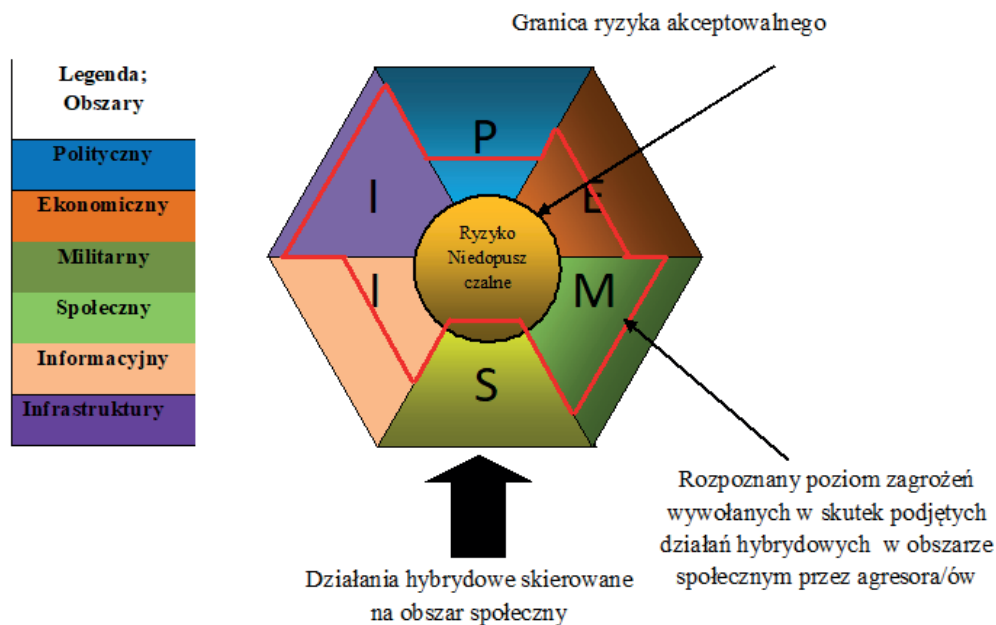 Granica ryzyka akceptowalnego
Legenda;
Obszary
Polityczny
Ekonomiczny
Militarny
Społeczny
Informacyjny
Infrastruktury
P
I
E
Ryzyko
Niedopusz
czalne
I
M
S
Rozpoznany poziom zagrożeń
wywołanych w skutek podjętych
działań hybrydowych w obszarze
społecznym przez agresora/ów
Działania hybrydowe skierowane
na obszar społeczny